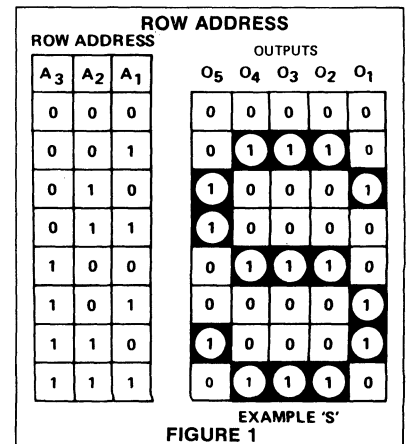 ROW ADDRESS
ROW ADDRESS OUTPUTS
A3 A2 A1 O5 O4 O3 O2 O1
0 0 0 0 0 0 0 0
0 0 1 0 1 1 1 0
0 1 0 1 0 0 0 1
0 1 1 1 0 0 0 0
1 0 0 0 1 1 1 0
1 0 1 0 0 0 0 1
1 1 0 1 0 0 0 1
1 1 1 0 1 1 1 0
EXAMPLE 'S'
FIGURE 1